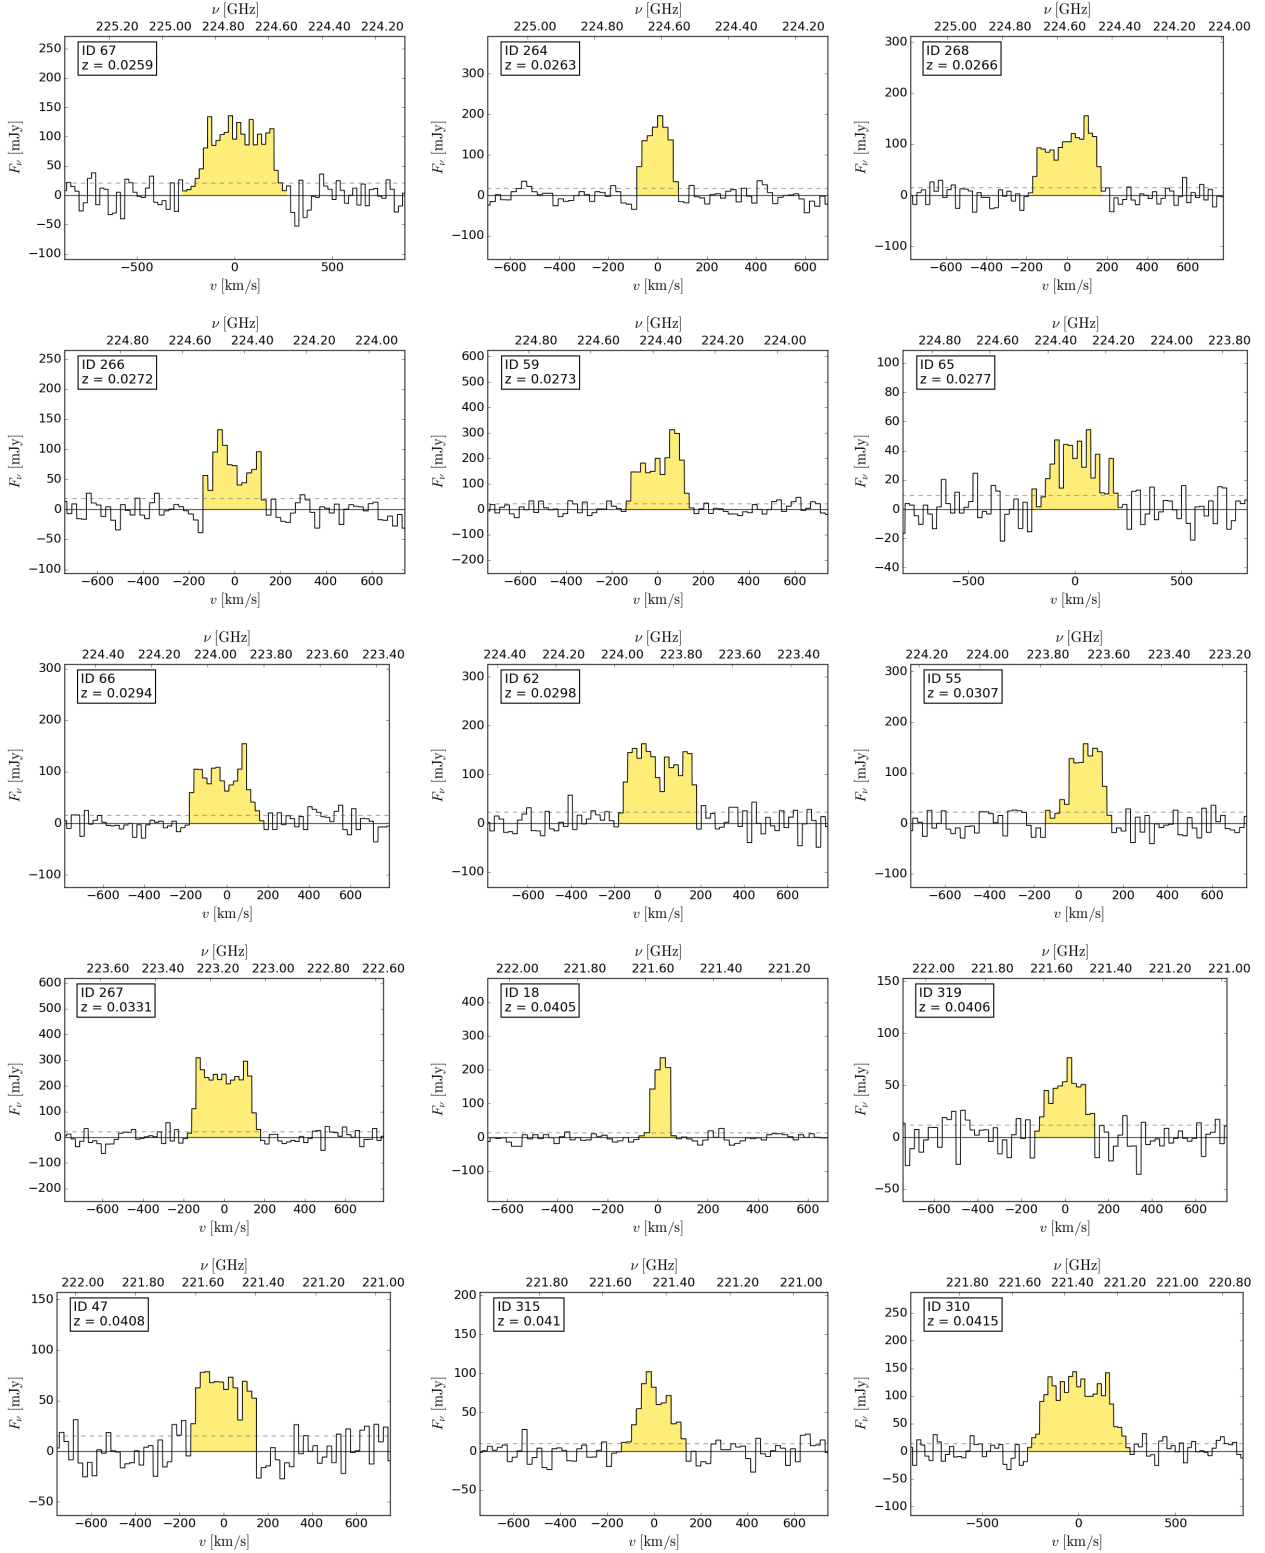 ν [GHz] ν [GHz] ν [GHz]
225.20 225.00 224.80 224.60 224.40 224.20 225.00 224.80 224.60 224.40 224.20 225.00 224.80 224.60 224.40 224.20 224.00
ID 67
z = 0.0259
250 200 150 100 50 0 −50 −100
Fν [mJy]
−500 0 500
v [km/s]
ID 264
z = 0.0263
300 200 100 0 −100
Fν [mJy]
−600 −400 −200 0 200 400 600
v [km/s]
ID 268
z = 0.0266
300 200 100 0 −100
Fν [mJy]
−600 −400 −200 0 200 400 600
v [km/s]
ν [GHz] ν [GHz] ν [GHz]
224.80 224.60 224.40 224.20 224.00 224.80 224.60 224.40 224.20 224.00 224.80 224.60 224.40 224.20 224.00 223.80
ID 266
z = 0.0272
250 200 150 100 50 0 −50 −100
Fν [mJy]
−600 −400 −200 0 200 400 600
v [km/s]
ID 59
z = 0.0273
600 500 400 300 200 100 0 −100 −200
Fν [mJy]
−600 −400 −200 0 200 400 600
v [km/s]
ID 65
z = 0.0277
100 80 60 40 20 0 −20 −40
Fν [mJy]
−500 0 500
v [km/s]
ν [GHz] ν [GHz] ν [GHz]
224.40 224.20 224.00 223.80 223.60 223.40 224.40 224.20 224.00 223.80 223.60 223.40 224.20 224.00 223.80 223.60 223.40 223.20
ID 66
z = 0.0294
300 200 100 0 −100
Fν [mJy]
−600 −400 −200 0 200 400 600
v [km/s]
ID 62
z = 0.0298
300 200 100 0 −100
Fν [mJy]
−600 −400 −200 0 200 400 600
v [km/s]
ID 55
z = 0.0307
300 200 100 0 −100
Fν [mJy]
−600 −400 −200 0 200 400 600
v [km/s]
ν [GHz] ν [GHz] ν [GHz]
223.60 223.40 223.20 223.00 222.80 222.60 222.00 221.80 221.60 221.40 221.20 222.00 221.80 221.60 221.40 221.20 221.00
ID 267
z = 0.0331
600 500 400 300 200 100 0 −100 −200
Fν [mJy]
−600 −400 −200 0 200 400 600
v [km/s]
ID 18
z = 0.0405
400 300 200 100 0 −100
Fν [mJy]
−600 −400 −200 0 200 400 600
v [km/s]
ID 319
z = 0.0406
150 100 50 0 −50
Fν [mJy]
−600 −400 −200 0 200 400 600
v [km/s]
ν [GHz] ν [GHz] ν [GHz]
222.00 221.80 221.60 221.40 221.20 221.00 221.80 221.60 221.40 221.20 221.00 221.80 221.60 221.40 221.20 221.00 220.80
ID 47
z = 0.0408
150 100 50 0 −50
Fν [mJy]
−600 −400 −200 0 200 400 600
v [km/s]
ID 315
z = 0.041
200 150 100 50 0 −50
Fν [mJy]
−600 −400 −200 0 200 400 600
v [km/s]
ID 310
z = 0.0415
250 200 150 100 50 0 −50 −100
Fν [mJy]
−500 0 500
v [km/s]